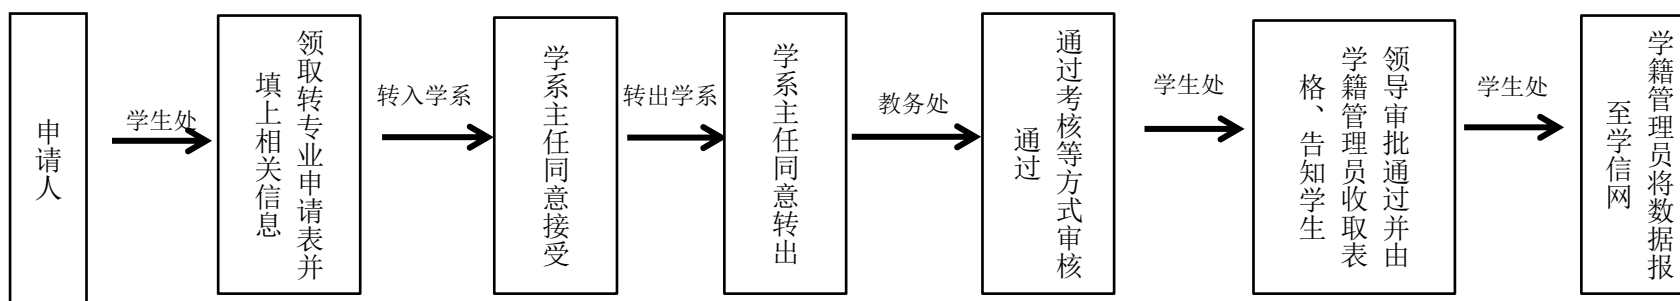 申请人
学生处
领取转专业申请表并
填上相关信息
转入学系
学系主任同意接受
转出学系
学系主任同意转出
教务处
通过考核等方式审核
通过
学生处
领导审批通过并由
学籍管理员收取表
格、告知学生
学生处
学籍管理员将数据报
至学信网